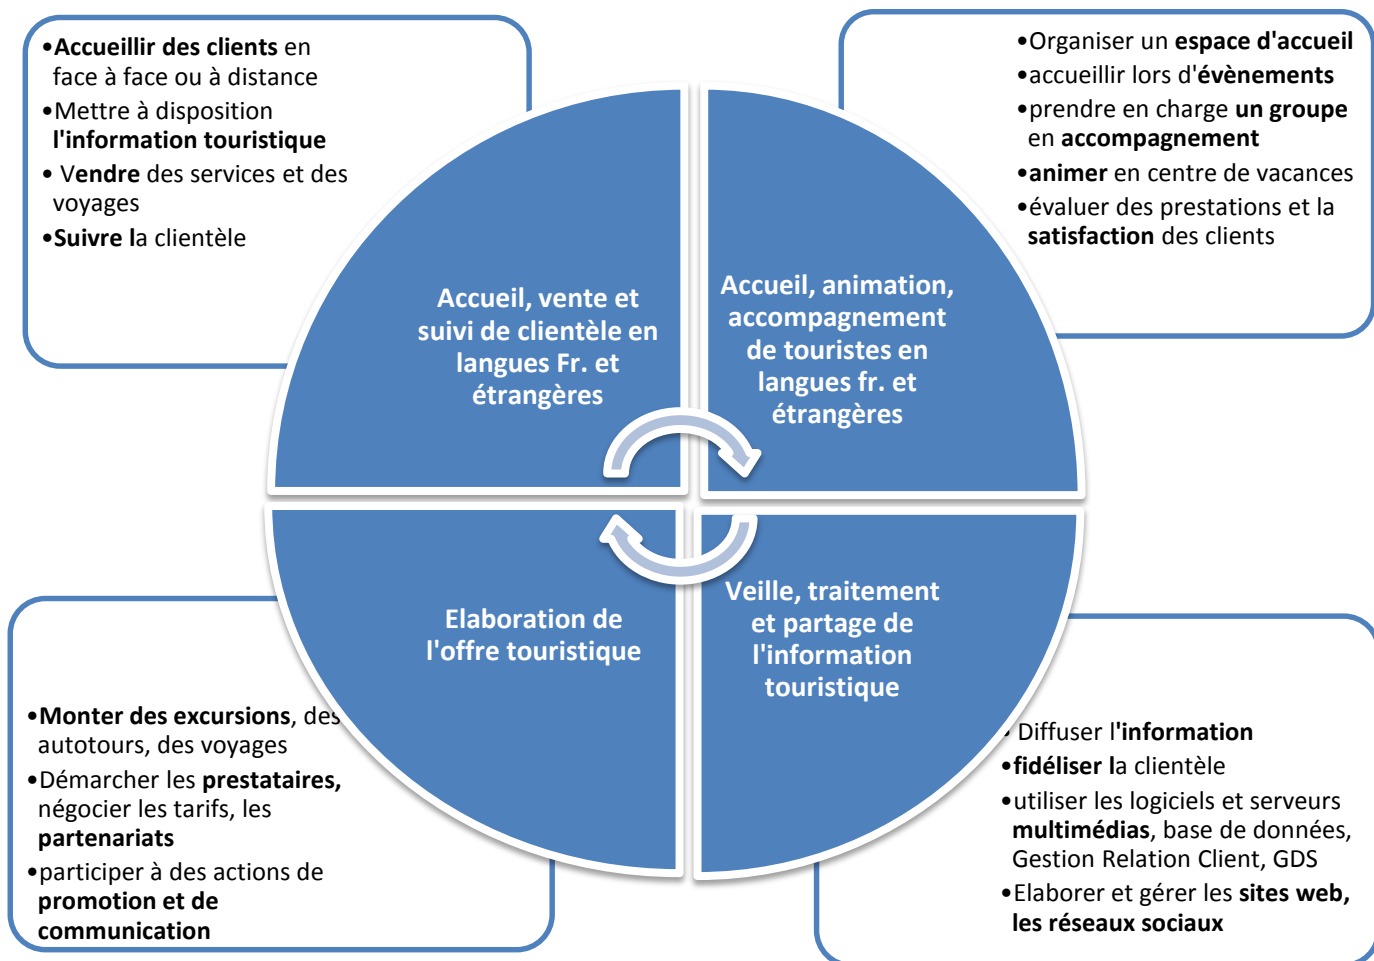 •Accueillir des clients en
face à face ou à distance
•Mettre à disposition
l'information touristique
• Vendre des services et des
voyages
•Suivre la clientèle
•Organiser un espace d'accueil
•accueillir lors d'évènements
•prendre en charge un groupe
en accompagnement
•animer en centre de vacances
•évaluer des prestations et la
satisfaction des clients
Accueil, vente et
suivi de clientèle en
langues Fr. et
étrangères
Accueil, animation,
accompagnement
de touristes en
langues fr. et
étrangères
Elaboration de
l'offre touristique
Veille, traitement
et partage de
l'information
touristique
•Monter des excursions, des
autotours, des voyages
•Démarcher les prestataires,
négocier les tarifs, les
partenariats
•participer à des actions de
promotion et de
communication
• Diffuser l'information
•fidéliser la clientèle
•utiliser les logiciels et serveurs
multimédias, base de données,
Gestion Relation Client, GDS
•Elaborer et gérer les sites web,
les réseaux sociaux